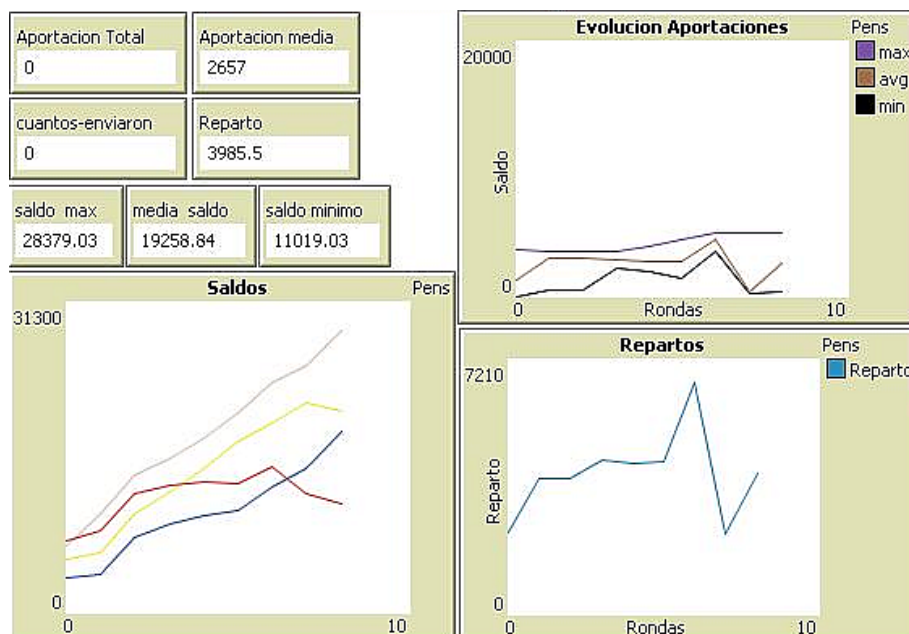 Aportacion Total
0
Aportacion media
2657
cuantos-enviaron
0
Reparto
3985.5
saldo max
28379.03
media saldo
19258.84
saldo minimo
11019.03
Saldos
Pens
31300
0
0
10
Evolucion Aportaciones
Pens
max
avg
min
20000
Saldo
0
0
Rondas
10
Repartos
Pens
Reparto
7210
Reparto
0
0
Rondas
10